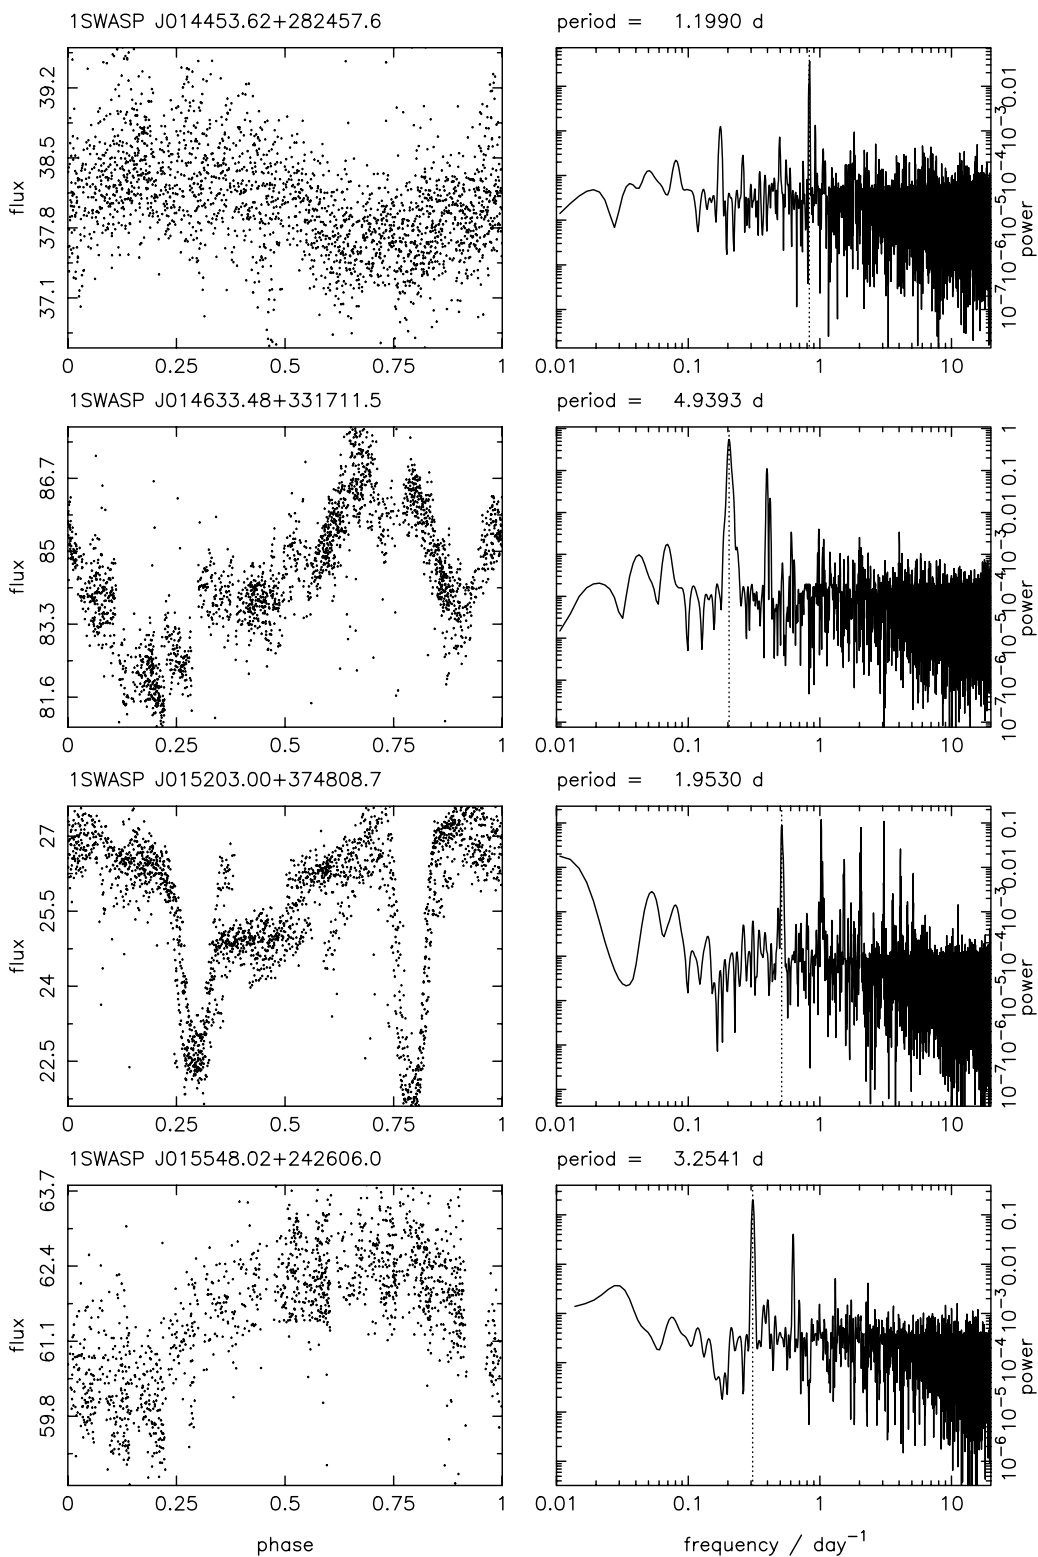 1SWASP J014453.62+282457.6 period = 1.1990 d
39.2 38.5 37.8 37.1
flux
0 0.25 0.5 0.75 1
0.01 10⁻³ 10⁻⁴ 10⁻⁵ 10⁻⁶ 10⁻⁷
power
0.01 0.1 1 10
1SWASP J014633.48+331711.5 period = 4.9393 d
86.7 85 83.3 81.6
flux
0 0.25 0.5 0.75 1
1 0.1 0.01 10⁻³ 10⁻⁴ 10⁻⁵ 10⁻⁶ 10⁻⁷
power
0.01 0.1 1 10
1SWASP J015203.00+374808.7 period = 1.9530 d
27 25.5 24 22.5
flux
0 0.25 0.5 0.75 1
0.1 0.01 10⁻³ 10⁻⁴ 10⁻⁵ 10⁻⁶ 10⁻⁷
power
0.01 0.1 1 10
1SWASP J015548.02+242606.0 period = 3.2541 d
63.7 62.4 61.1 59.8
flux
0 0.25 0.5 0.75 1
0.1 0.01 10⁻³ 10⁻⁴ 10⁻⁵ 10⁻⁶
power
0.01 0.1 1 10
phase frequency / day⁻¹